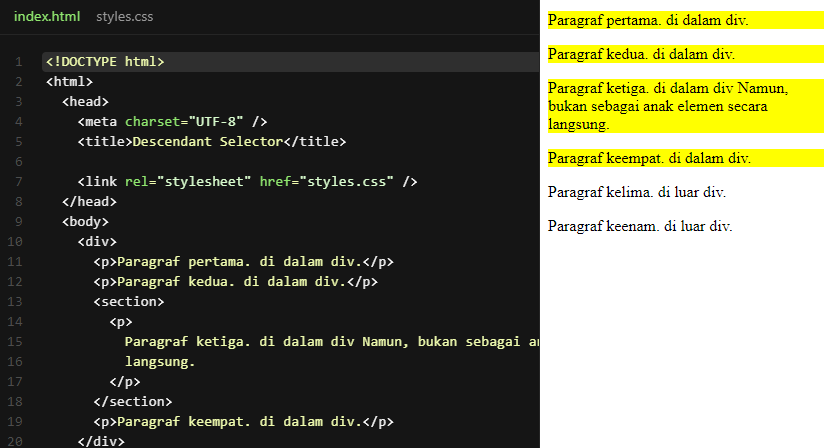 index.html styles.css
1 <!DOCTYPE html>
2 <html>
3 <head>
4 <meta charset="UTF-8" />
5 <title>Descendant Selector</title>
6
7 <link rel="stylesheet" href="styles.css" />
8 </head>
9 <body>
10 <div>
11 <p>Paragraf pertama. di dalam div.</p>
12 <p>Paragraf kedua. di dalam div.</p>
13 <section>
14 <p>
15 Paragraf ketiga. di dalam div Namun, bukan sebagai
16 langsung.
17 </p>
18 </section>
19 <p>Paragraf keempat. di dalam div.</p>
20 </div>
Paragraf pertama. di dalam div.
Paragraf kedua. di dalam div.
Paragraf ketiga. di dalam div Namun,
bukan sebagai anak elemen secara
langsung.
Paragraf keempat. di dalam div.
Paragraf kelima. di luar div.
Paragraf keenam. di luar div.